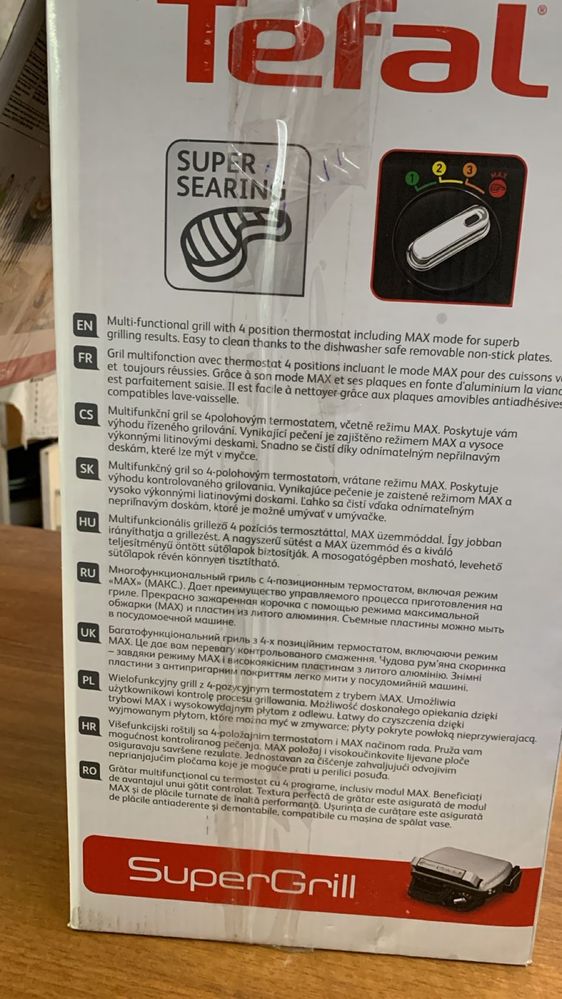 Tefal®
SUPER
SEARING
1 2 3 MAX
EN Multi-functional grill with 4 position thermostat including MAX mode for superb
grilling results. Easy to clean thanks to the dishwasher safe removable non-stick plates.
FR Gril multifonction avec thermostat 4 positions incluant le mode MAX pour des cuissons
et toujours réussies. Grâce à son mode MAX et ses plaques en fonte d'aluminium la
est parfaitement saisie. Il est facile à nettoyer grâce aux plaques amovibles antiadhésives
compatibles lave-vaisselle.
CS Multifunkční gril se 4polohovým termostatem, včetně režimu MAX. Poskytuje vám
výhodu řízeného grilování. Vynikající pečení je zajištěno režimem MAX a vysoce
výkonnými litinovými deskami. Snadno se čistí díky odnímatelným nepřilnavým
deskám, které lze mýt v myčce.
SK Multifunkčný gril so 4-polohovým termostatom, vrátane režimu MAX. Poskytuje
výhodu kontrolovaného grilovania. Vynikajúce pečenie je zaistené režimom MAX a
vysoko výkonnými liatinovými doskami. Ľahko sa čistí vďaka odnímateľným
nepriľnavým doskám, ktoré je možné umývať v umývačke.
HU Multifunkcionális grillező 4 pozíciós termosztáttal, MAX üzemmóddal. Így jobban
irányíthatja a grillezést. A nagyszerű sütést a MAX üzemmód és a kiváló
teljesítményű öntött sütőlapok biztosítják. A mosogatógépben mosható, levehető
sütőlapok révén könnyen tisztítható.
RU Многофункциональный гриль с 4-позиционным термостатом, включая режим
«MAX» (МАКС.). Дает преимущество управляемого процесса приготовления на
гриле. Прекрасно зажаренная корочка с помощью режима максимальной
обжарки (MAX) и пластин из литого алюминия. Съемные пластины можно мыть
в посудомоечной машине.
UK Багатофункціональний гриль з 4-х позиційним термостатом, включаючи режим
MAX. Це дає вам перевагу контрольованого смаження. Чудова рум'яна скоринка
– завдяки режиму MAX і високоякісним пластинам з литого алюмінію. Знімні
пластини з антипригарним покриттям легко мити у посудомийній машині.
PL Wielofunkcyjny grill z 4-pozycyjnym termostatem z trybem MAX. Umożliwia
użytkownikowi kontrolę procesu grillowania. Możliwość doskonałego opiekania dzięki
trybowi MAX i wysokowydajnym płytom z odlewu. Łatwy do czyszczenia dzięki
wyjmowanym płytom, które można myć w zmywarce; płyty pokryte powłoką nieprzywierającą.
HR Višefunkcijski roštilj sa 4-položajnim termostatom i MAX načinom rada. Pruža vam
mogućnost kontroliranog pečenja. MAX položaj i visokoučinkovite lijevane ploče
osiguravaju savršene rezulate. Jednostavan za čišćenje zahvaljujući odvojivim
neprianjajućim pločama koje je moguće prati u perilici posuđa.
RO Grătar multifuncțional cu termostat cu 4 programe, inclusiv modul MAX. Beneficiați
de avantajul unui gătit controlat. Textura perfectă de grătar este asigurată de modul
MAX și de plăcile turnate de înaltă performanță. Ușurința de curățare este asigurată
de plăcile antiaderente și demontabile, compatibile cu mașina de spălat vase.
SuperGrill